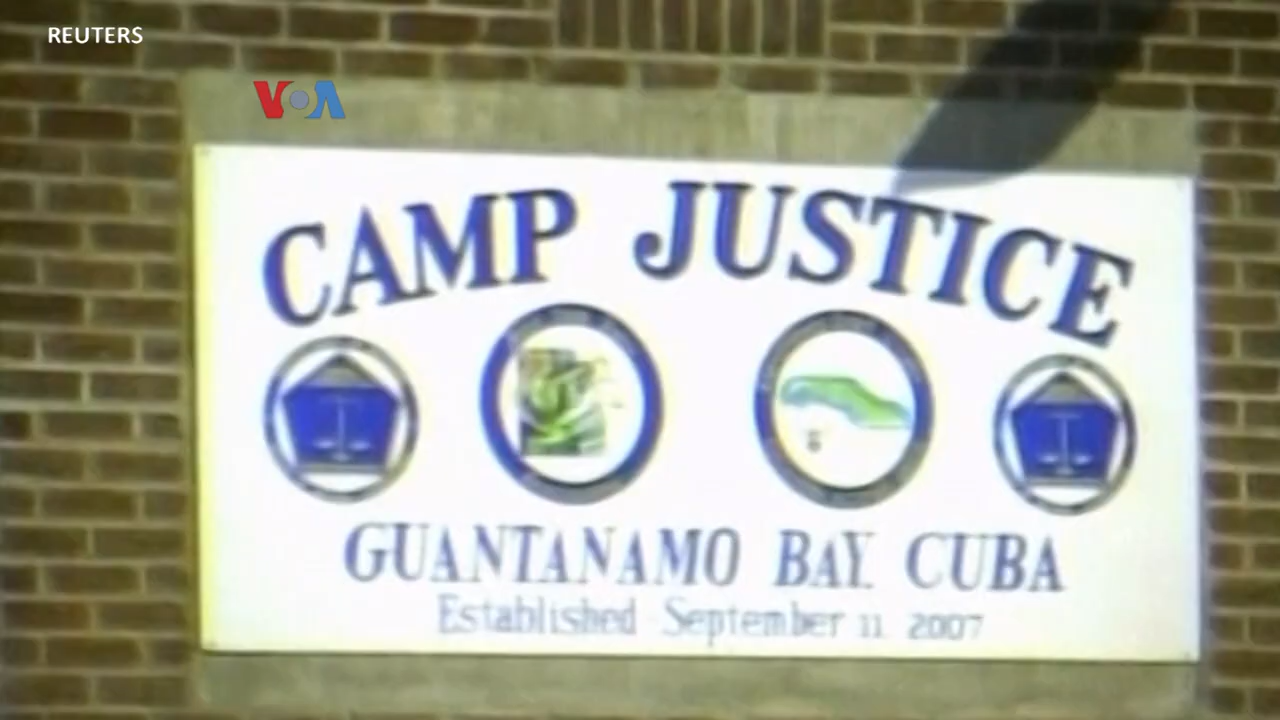 REUTERS
VOA
CAMP JUSTICE
GUANTANAMO BAY, CUBA
Established September 11 2007